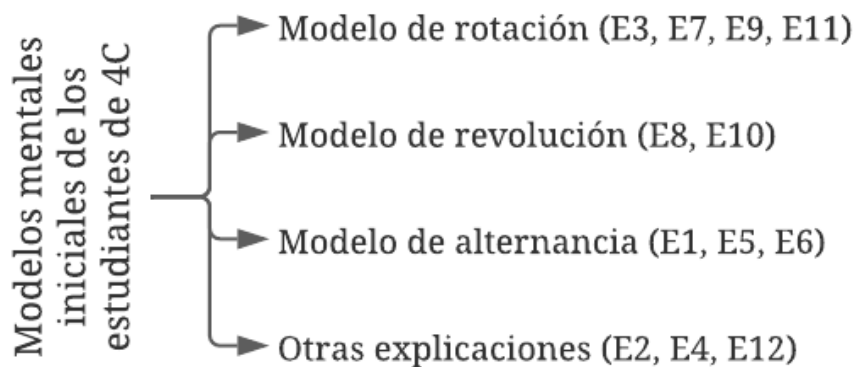 Modelos mentales
iniciales de los
estudiantes de 4C
Modelo de rotación (E3, E7, E9, E11)
Modelo de revolución (E8, E10)
Modelo de alternancia (E1, E5, E6)
Otras explicaciones (E2, E4, E12)